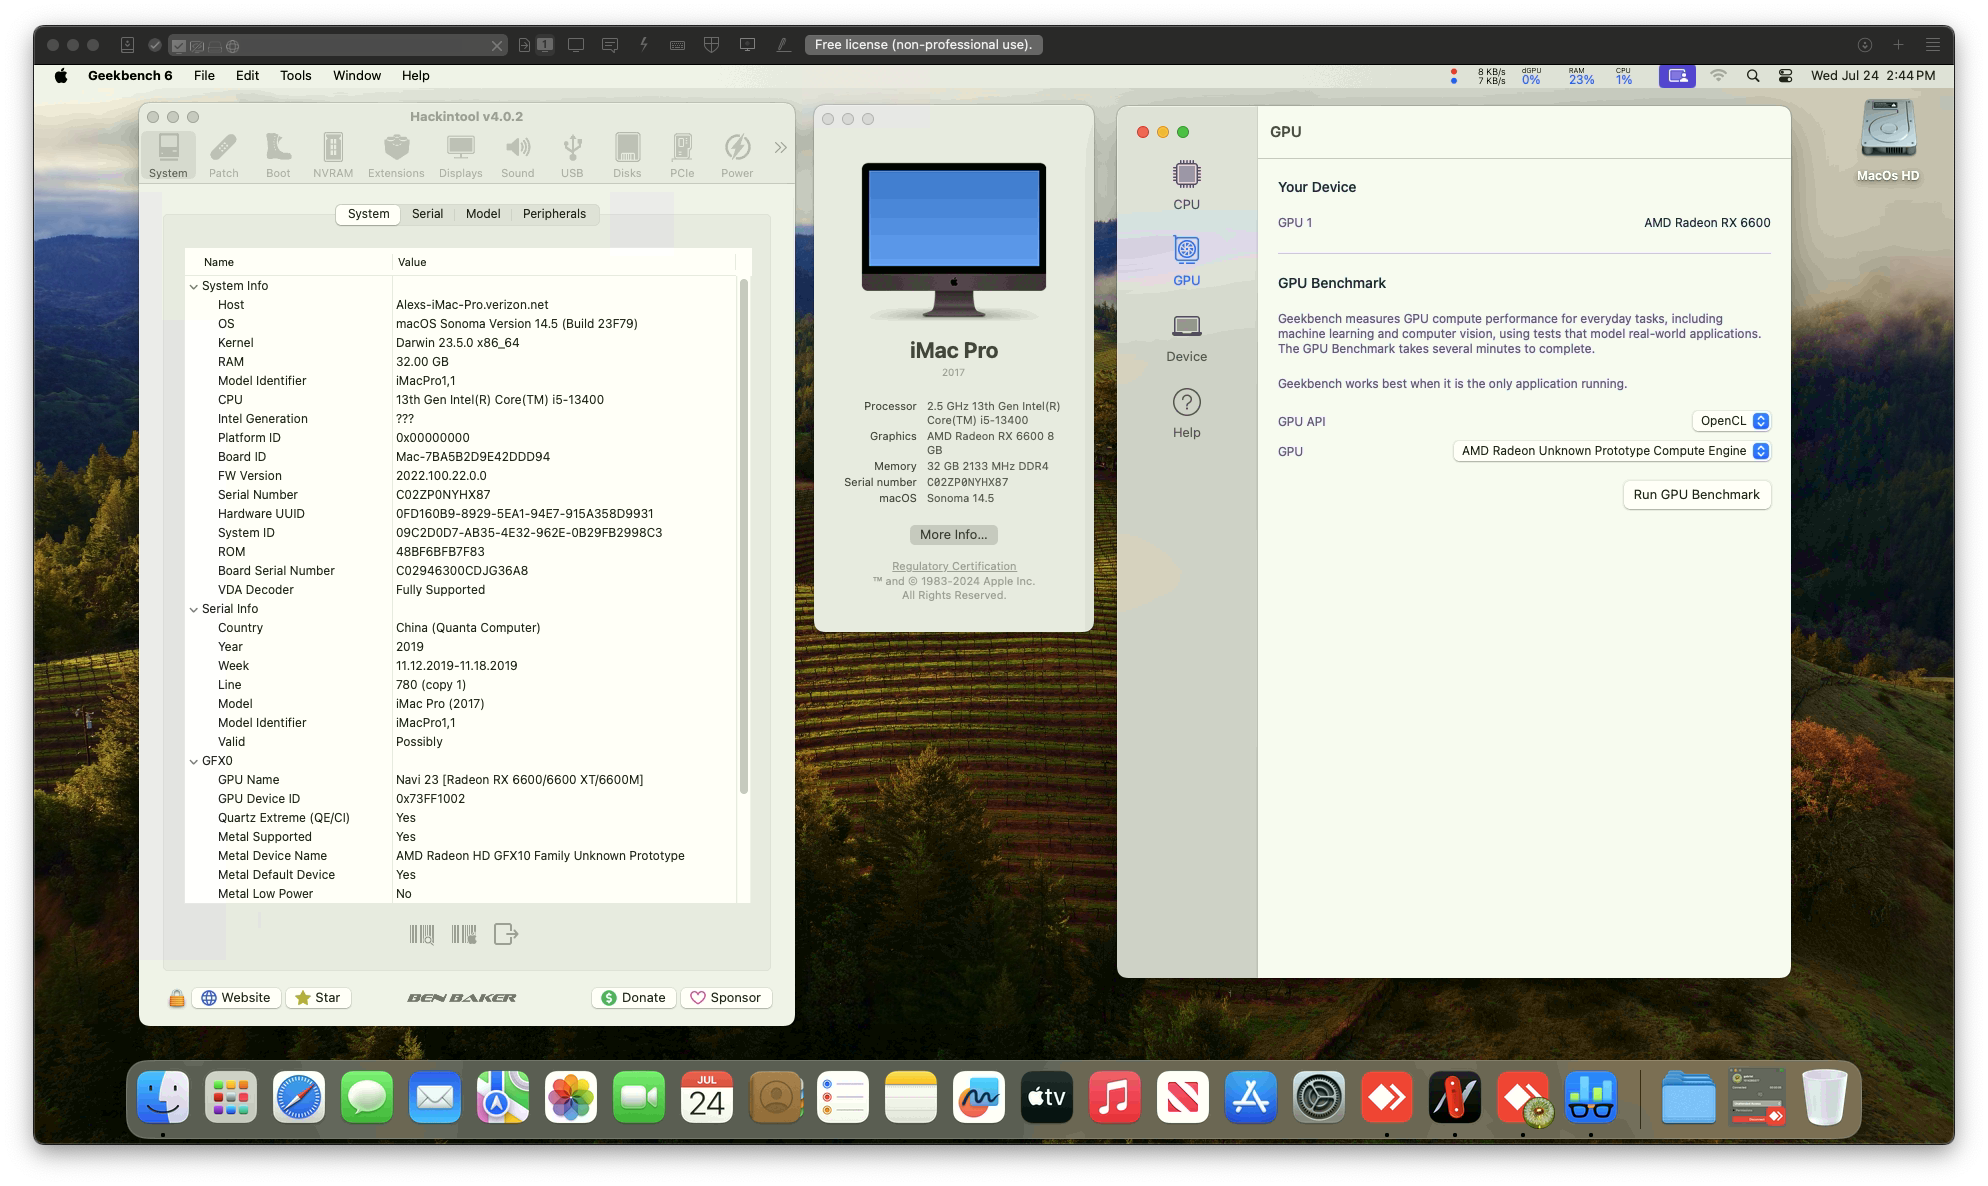 1
Free license (non-professional use).
Geekbench 6 File Edit Tools Window Help
8 KB/s
7 KB/s
dGPU
0%
RAM
23%
CPU
1%
Wed Jul 24 2:44 PM
Hackintool v4.0.2
System Patch Boot NVRAM Extensions Displays Sound USB Disks PCIe Power
System Serial Model Peripherals
Name Value
System Info
Host Alexs-iMac-Pro.verizon.net
OS macOS Sonoma Version 14.5 (Build 23F79)
Kernel Darwin 23.5.0 x86_64
RAM 32.00 GB
Model Identifier iMacPro1,1
CPU 13th Gen Intel(R) Core(TM) i5-13400
Intel Generation ???
Platform ID 0x00000000
Board ID Mac-7BA5B2D9E42DDD94
FW Version 2022.100.22.0.0
Serial Number C02ZP0NYHX87
Hardware UUID 0FD160B9-8929-5EA1-94E7-915A358D9931
System ID 09C2D0D7-AB35-4E32-962E-0B29FB2998C3
ROM 48BF6BFB7F83
Board Serial Number C02946300CDJG36A8
VDA Decoder Fully Supported
Serial Info
Country China (Quanta Computer)
Year 2019
Week 11.12.2019-11.18.2019
Line 780 (copy 1)
Model iMac Pro (2017)
Model Identifier iMacPro1,1
Valid Possibly
GFX0
GPU Name Navi 23 [Radeon RX 6600/6600 XT/6600M]
GPU Device ID 0x73FF1002
Quartz Extreme (QE/CI) Yes
Metal Supported Yes
Metal Device Name AMD Radeon HD GFX10 Family Unknown Prototype
Metal Default Device Yes
Metal Low Power No
Website Star BEN BAKER Donate Sponsor
iMac Pro
2017
Processor 2.5 GHz 13th Gen Intel(R)
Core(TM) i5-13400
Graphics AMD Radeon RX 6600 8
GB
Memory 32 GB 2133 MHz DDR4
Serial number C02ZP0NYHX87
macOS Sonoma 14.5
More Info...
Regulatory Certification
™ and © 1983-2024 Apple Inc.
All Rights Reserved.
CPU
GPU
Device
Help
GPU
Your Device
GPU 1 AMD Radeon RX 6600
GPU Benchmark
Geekbench measures GPU compute performance for everyday tasks, including
machine learning and computer vision, using tests that model real-world applications.
The GPU Benchmark takes several minutes to complete.
Geekbench works best when it is the only application running.
GPU API OpenCL
GPU AMD Radeon Unknown Prototype Compute Engine
Run GPU Benchmark
MacOs HD
JUL
24
tv